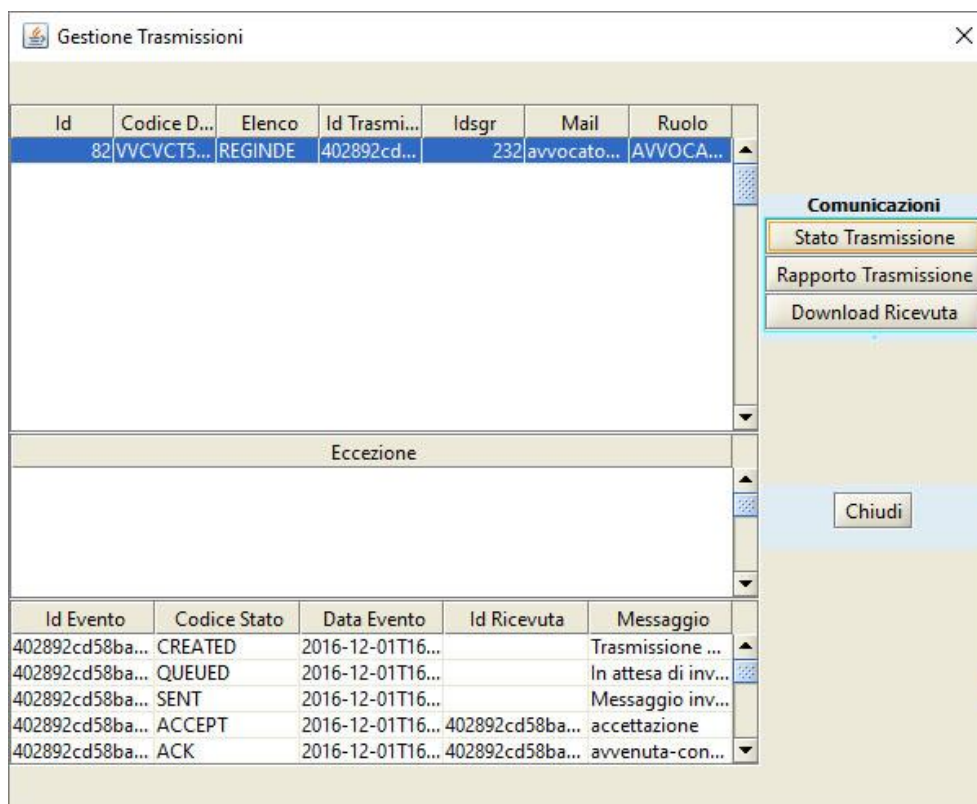 Gestione Trasmissioni
Id Codice D... Elenco Id Trasmi... Idsgr Mail Ruolo
82 VVCVCT5... REGINDE 402892cd... 232 avvocato... AVVOCA...
Comunicazioni
Stato Trasmissione
Rapporto Trasmissione
Download Ricevuta
Eccezione
Chiudi
Id Evento Codice Stato Data Evento Id Ricevuta Messaggio
402892cd58ba... CREATED 2016-12-01T16... Trasmissione ...
402892cd58ba... QUEUED 2016-12-01T16... In attesa di inv...
402892cd58ba... SENT 2016-12-01T16... Messaggio inv...
402892cd58ba... ACCEPT 2016-12-01T16... 402892cd58ba... accettazione
402892cd58ba... ACK 2016-12-01T16... 402892cd58ba... avvenuta-con...